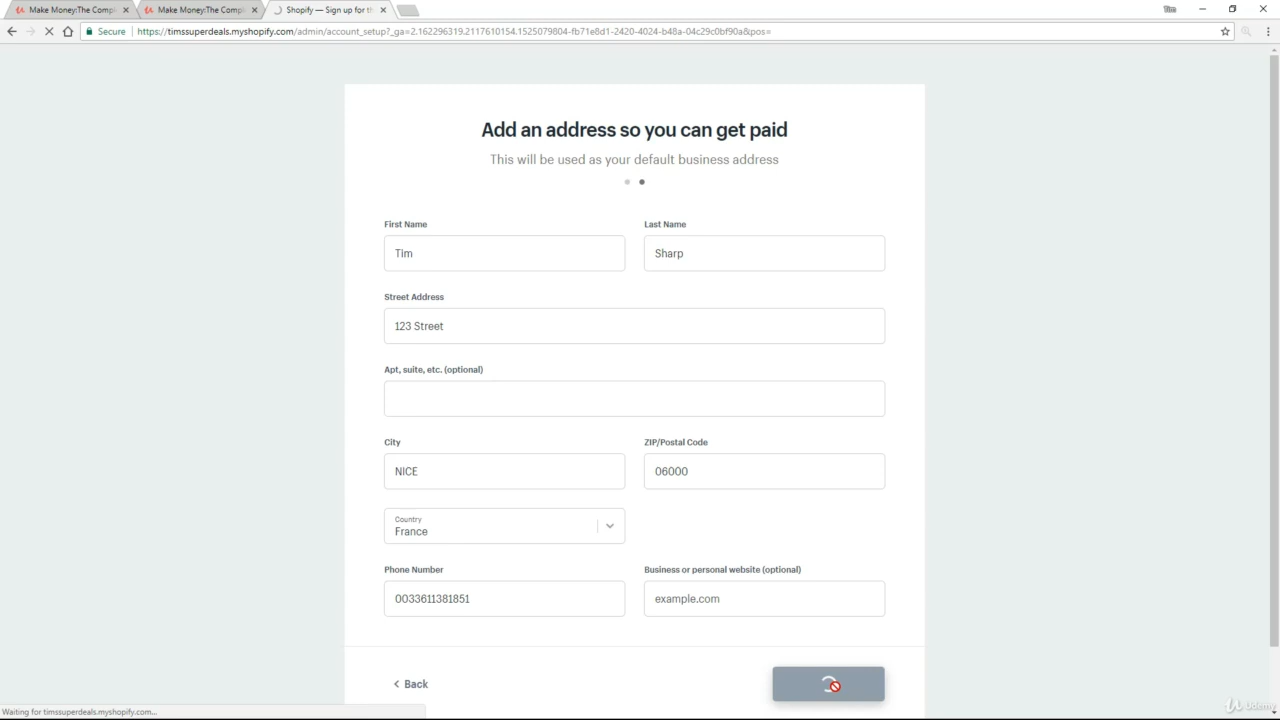 Make Money:The Compl
Make Money:The Compl
Shopify — Sign up for th
Tim
Secure
https://timssuperdeals.myshopify.com/admin/account_setup?_ga=2.162296319.2117610154.1525079804-fb71e8d1-2420-4024-b48a-04c29c0bf90a&pos=
Add an address so you can get paid
This will be used as your default business address
First Name
Last Name
Tim
Sharp
Street Address
123 Street
Apt, suite, etc. (optional)
City
ZIP/Postal Code
NICE
06000
Country
France
Phone Number
Business or personal website (optional)
0033611381851
example.com
Back
Waiting for timssuperdeals.myshopify.com...
Udemy